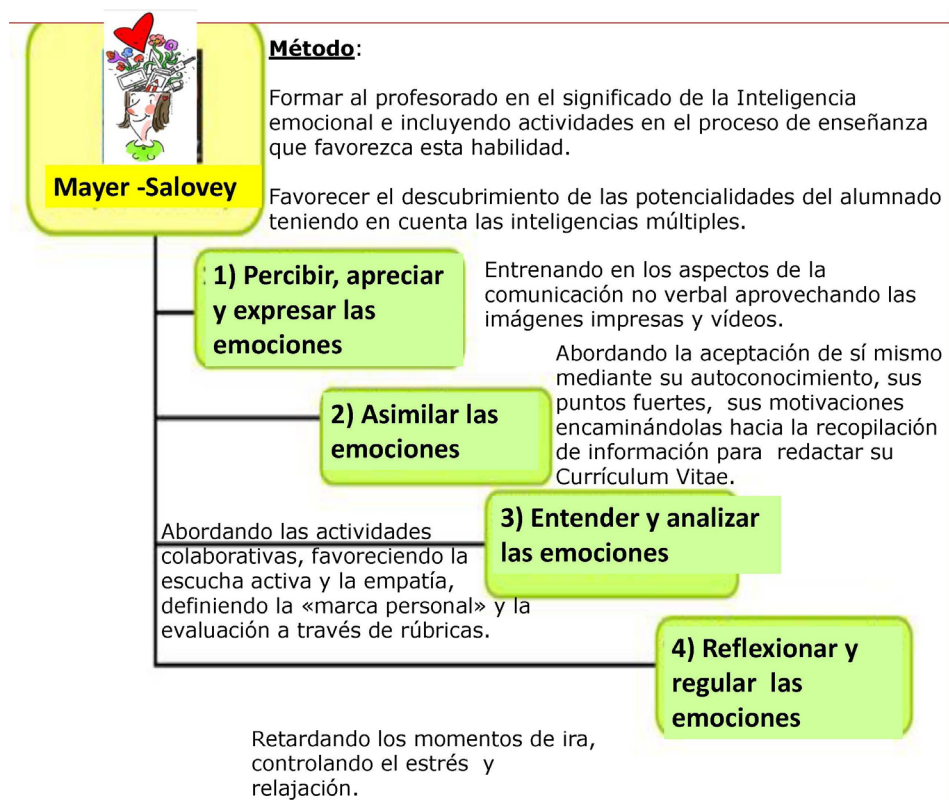 Método:
Formar al profesorado en el significado de la Inteligencia
emocional e incluyendo actividades en el proceso de enseñanza
que favorezca esta habilidad.
Mayer -Salovey
Favorecer el descubrimiento de las potencialidades del alumnado
teniendo en cuenta las inteligencias múltiples.
1) Percibir, apreciar
y expresar las
emociones
Entrenando en los aspectos de la
comunicación no verbal aprovechando las
imágenes impresas y vídeos.
2) Asimilar las
emociones
Abordando la aceptación de sí mismo
mediante su autoconocimiento, sus
puntos fuertes,  sus motivaciones
encaminándolas hacia la recopilación
de información para  redactar su
Currículum Vitae.
3) Entender y analizar
las emociones
Abordando las actividades
colaborativas, favoreciendo la
escucha activa y la empatía,
definiendo la «marca personal» y la
evaluación a través de rúbricas.
4) Reflexionar y
regular  las
emociones
Retardando los momentos de ira,
controlando el estrés  y
relajación.